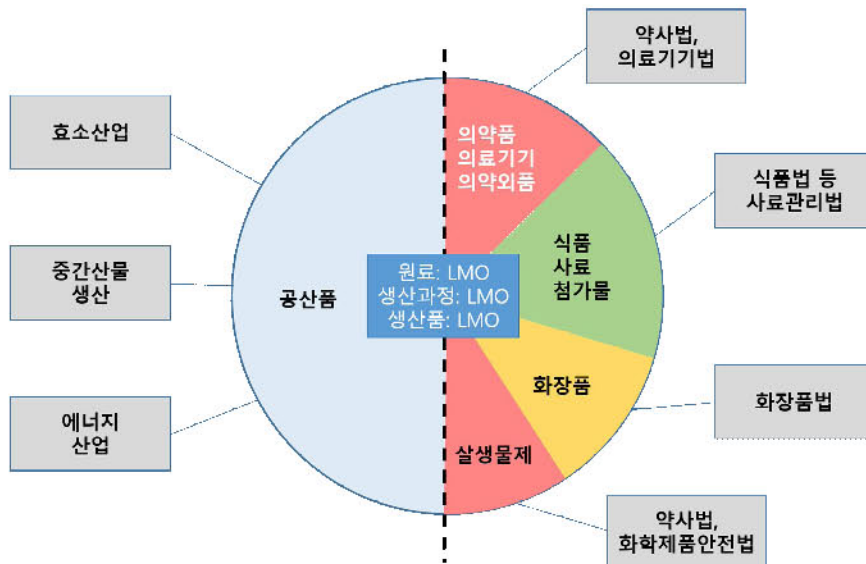 약사법,
의료기기법
효소산업
의약품
의료기기
의약외품
식품법 등
사료관리법
식품
사료
첨가물
중간산물
생산
공산품
원료: LMO
생산과정: LMO
생산품: LMO
화장품
화장품법
에너지
산업
살생물제
약사법,
화학제품안전법